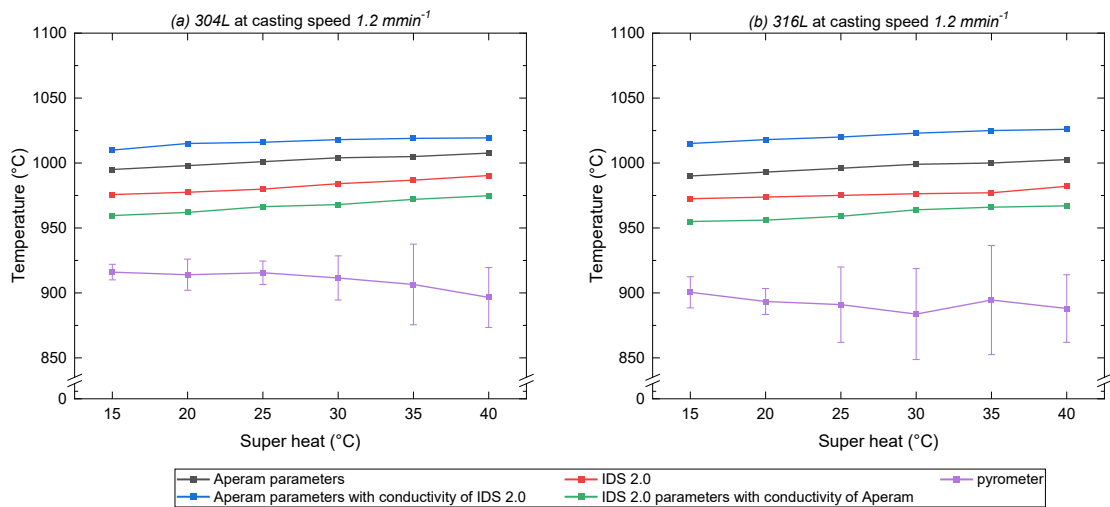 (a) 304L at casting speed 1.2 mmin⁻¹
1100
1050
1000
950
900
850
0
Temperature (°C)
15 20 25 30 35 40
Super heat (°C)
(b) 316L at casting speed 1.2 mmin⁻¹
1100
1050
1000
950
900
850
0
Temperature (°C)
15 20 25 30 35 40
Super heat (°C)
Aperam parameters
Aperam parameters with conductivity of IDS 2.0
IDS 2.0
IDS 2.0 parameters with conductivity of Aperam
pyrometer